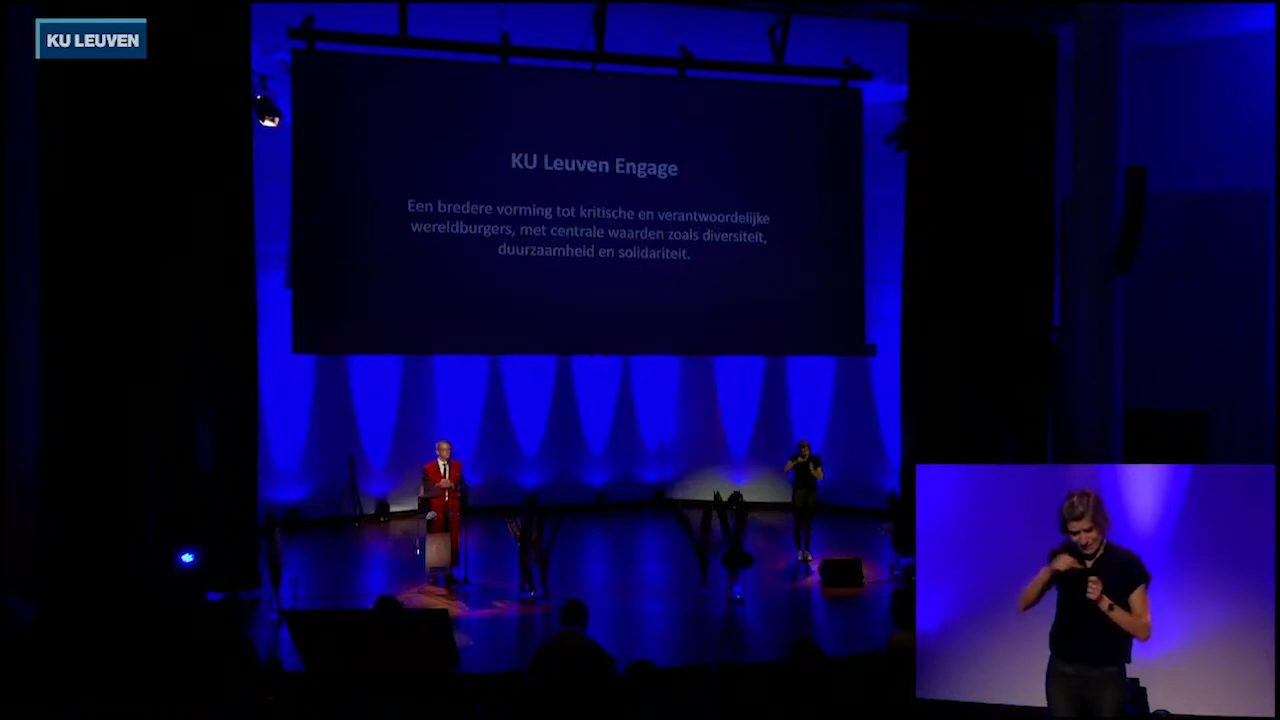 KU LEUVEN
KU Leuven Engage
Een bredere vorming tot kritische en verantwoordelijke
wereldburgers, met centrale waarden zoals diversiteit,
duurzaamheid en solidariteit.